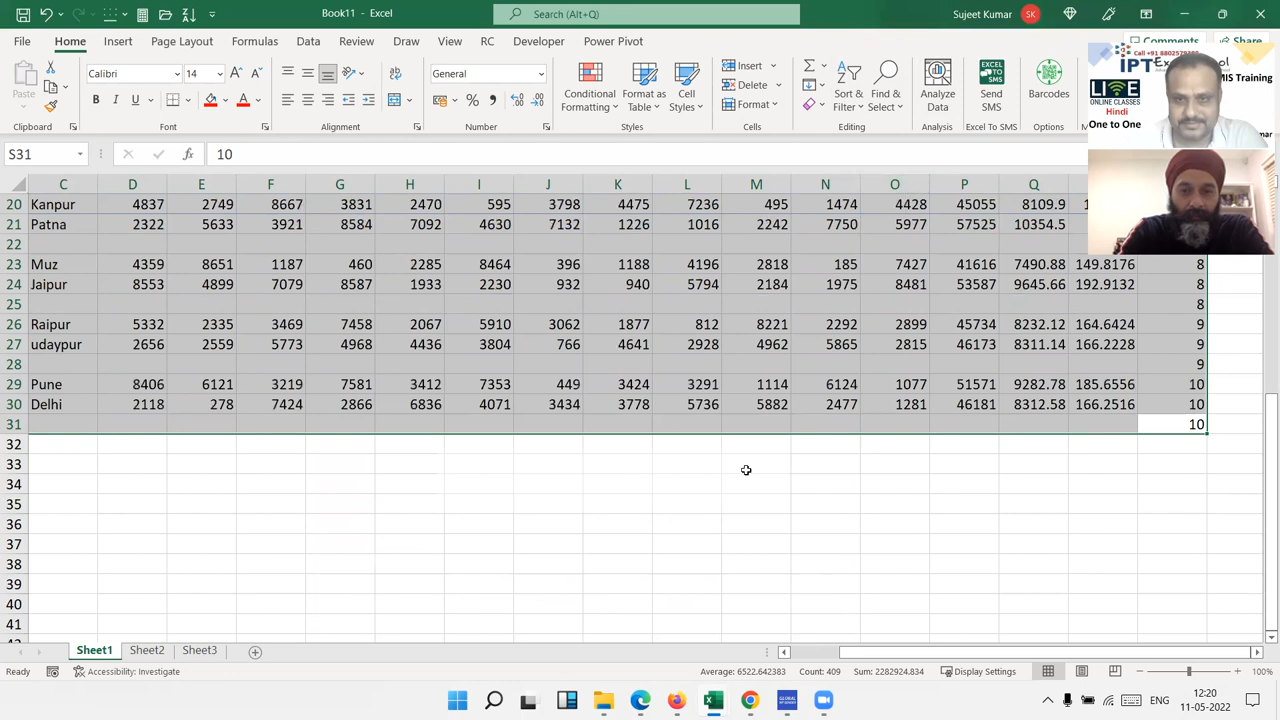 Book11 - Excel
Search (Alt+Q)
Sujeet Kumar SK
File Home Insert Page Layout Formulas Data Review View Draw RC Developer Power Pivot
Comments Share
Paste
Calibri 14
General
B I U
Conditional Formatting
Format as Table
Cell Styles
Insert
Delete
Format
Sort & Filter
Find & Select
Analyze Data
Send SMS
Barcodes
Clipboard Font Alignment Number Styles Cells Editing Analysis Excel To SMS Options
Call +91
IPT
MIS Training
LIVE
ONLINE CLASSES
Hindi
One to One
S31 fx 10
C D E F G H I J K L M N O P Q
20 Kanpur 4837 2749 8667 3831 2470 595 3798 4475 7236 495 1474 4428 45055 8109.9
21 Patna 2322 5633 3921 8584 7092 4630 7132 1226 1016 2242 7750 5977 57525 10354.5
22
23 Muz 4359 8651 1187 460 2285 8464 396 1188 4196 2818 185 7427 41616 7490.88 149.8176 8
24 Jaipur 8553 4899 7079 8587 1933 2230 932 940 5794 2184 1975 8481 53587 9645.66 192.9132 8
25 8
26 Raipur 5332 2335 3469 7458 2067 5910 3062 1877 812 8221 2292 2899 45734 8232.12 164.6424 9
27 udaypur 2656 2559 5773 4968 4436 3804 766 4641 2928 4962 5865 2815 46173 8311.14 166.2228 9
28 9
29 Pune 8406 6121 3219 7581 3412 7353 449 3424 3291 1114 6124 1077 51571 9282.78 185.6556 10
30 Delhi 2118 278 7424 2866 6836 4071 3434 3778 5736 5882 2477 1281 46181 8312.58 166.2516 10
31 10
32
33
34
35
36
37
38
39
40
41
Sheet1 Sheet2 Sheet3
Ready Accessibility: Investigate Average: 6522.642383 Count: 409 Sum: 2282924.834 Display Settings 100%
ENG
12:20
11-05-2022